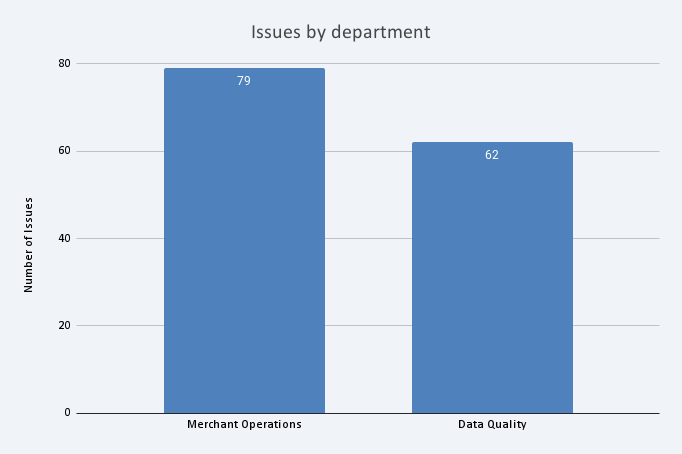 Issues by department
80
79
60
62
40
20
0
Number of Issues
Merchant Operations
Data Quality